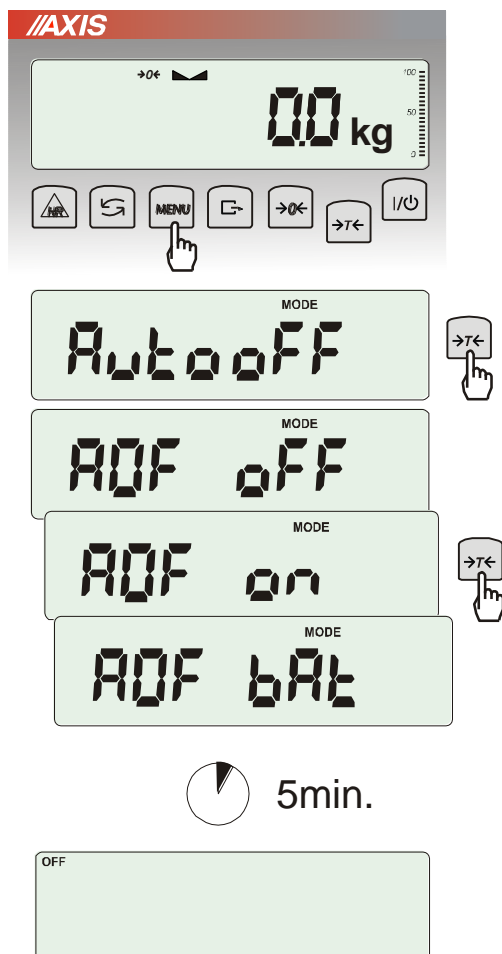 //AXIS
→0← 100
0.0 kg 50
0
NR MENU →0← →T← I/⏻
MODE
AutooFF
→T←
MODE
AOF oFF
MODE
AOF on
→T←
MODE
AOF bAt
5min.
OFF